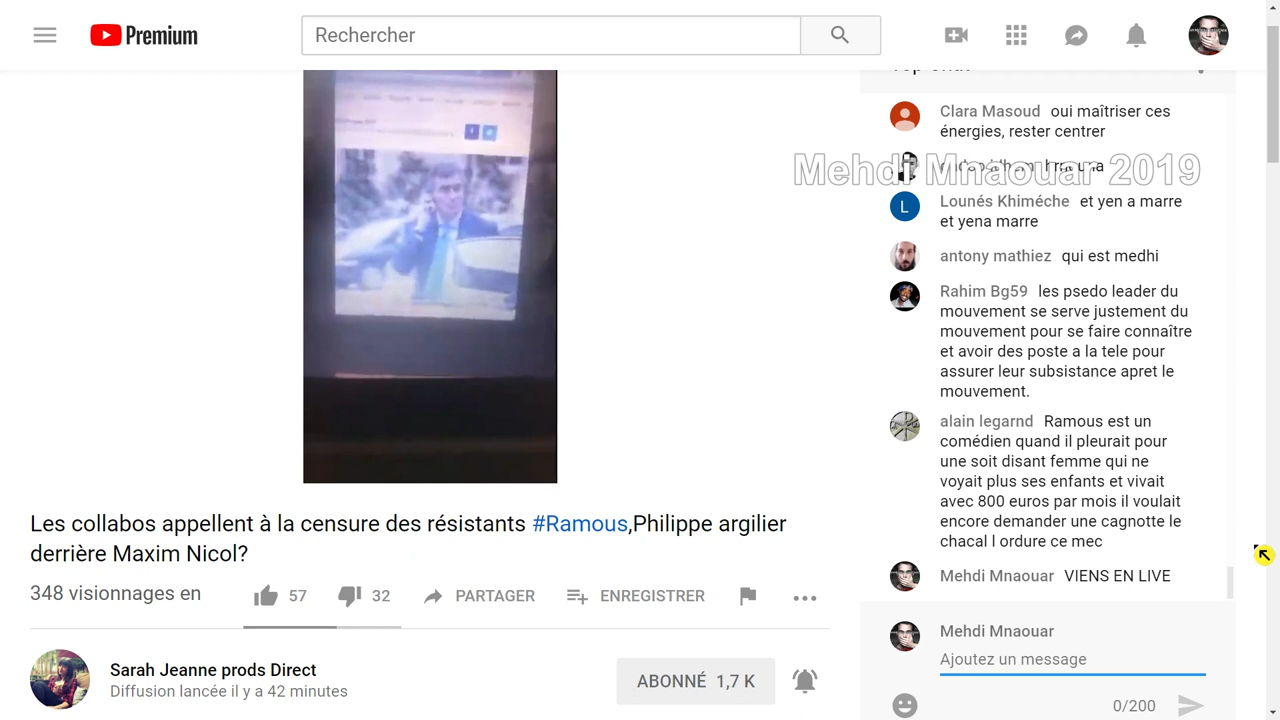 Premium
Rechercher
Clara Masoud oui maîtriser ces
énergies, rester centrer
Mehdi Mnaouar 2019
Lounés Khiméche et yen a marre
et yena marre
antony mathiez qui est medhi
Rahim Bg59 les psedo leader du
mouvement se serve justement du
mouvement pour se faire connaître
et avoir des poste a la tele pour
assurer leur subsistance apret le
mouvement.
alain legarnd Ramous est un
comédien quand il pleurait pour
une soit disant femme qui ne
voyait plus ses enfants et vivait
avec 800 euros par mois il voulait
encore demander une cagnotte le
chacal l ordure ce mec
Mehdi Mnaouar VIENS EN LIVE
Mehdi Mnaouar
Ajoutez un message
0/200
Les collabos appellent à la censure des résistants #Ramous,Philippe argilier
derrière Maxim Nicol?
348 visionnages en
57
32
PARTAGER
ENREGISTRER
Sarah Jeanne prods Direct
Diffusion lancée il y a 42 minutes
ABONNÉ 1,7 K